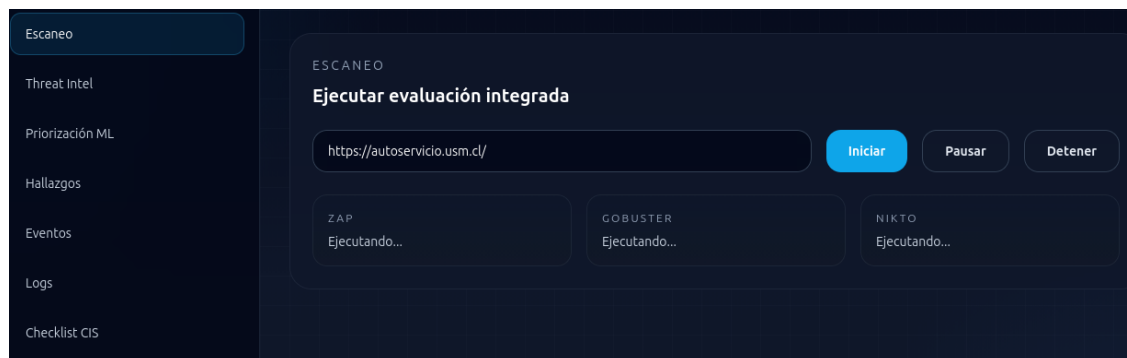 Escaneo
Threat Intel
Priorización ML
Hallazgos
Eventos
Logs
Checklist CIS
ESCANEO
Ejecutar evaluación integrada
https://autoservicio.usm.cl/
Iniciar
Pausar
Detener
ZAP
Ejecutando...
GOBUSTER
Ejecutando...
NIKTO
Ejecutando...